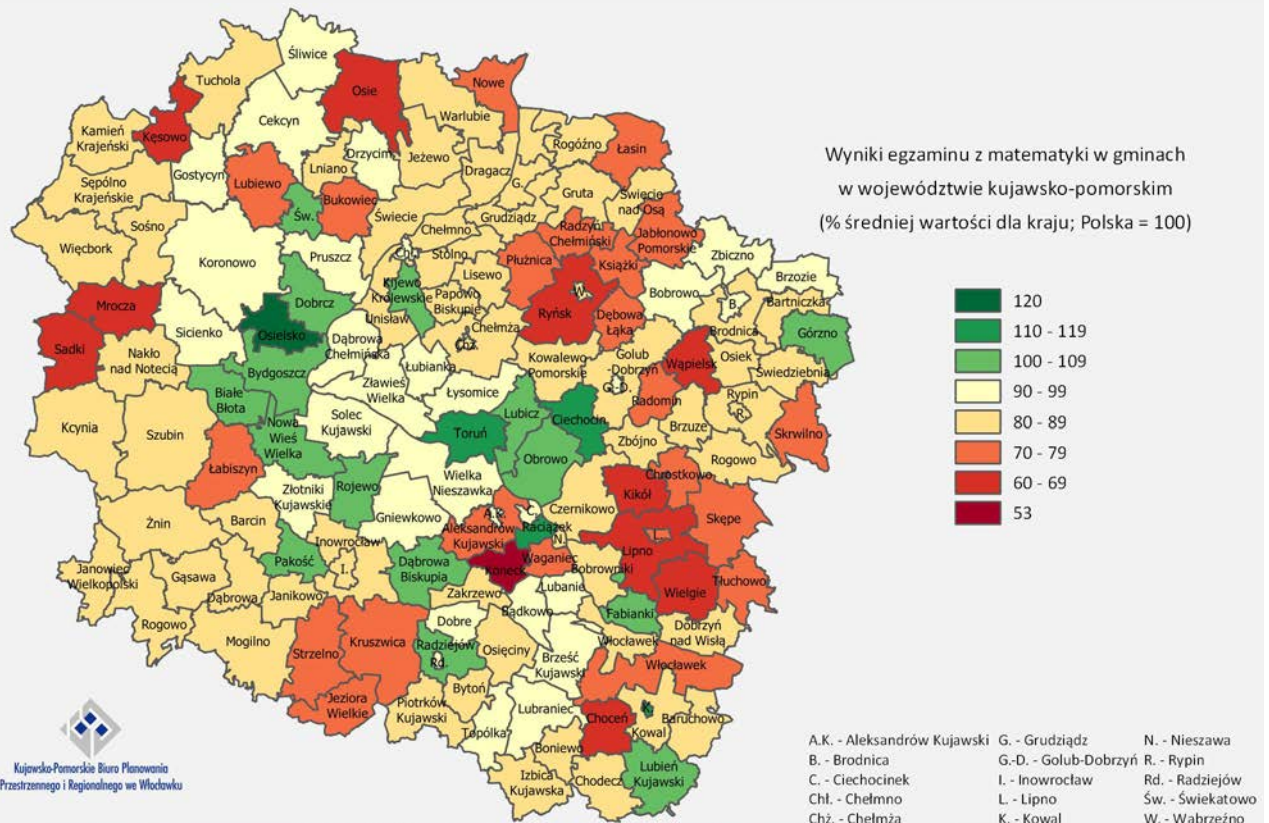 Śliwice
Tuchola
Osie
Nowe
Warlubie
Cekcyn
Kamień
Krajeński
Kęsowo
Rogóźno
Łasin
Drzycim
Jeżewo
Gostycyn
Lniano
Dragacz
Lubiewo
G.
Gruta
Świecie
nad Osą
Sępólno
Krajeńskie
Bukowiec
Św.
Świecie
Grudziądz
Sośno
Chełmno
Radzyń
Chełmiński
Jabłonowo
Pomorskie
Więcbork
Koronowo
Pruszcz
Chł.
Stolno
Płużnica
Książki
Zbiczno
Lisewo
Brzozie
Kijewo
Królewskie
Papowo
Biskupie
W.
Bobrowo
B.
Bartniczka
Mrocza
Dobrcz
Unisław
Ryńsk
Dębowa
Łąka
Sicienko
Osielsko
Chełmża
Brodnica
Górzno
Dąbrowa
Chełmińska
Chż.
Sadki
Nakło
nad Notecią
Kowalewo
Pomorskie
Golub
-Dobrzyń
Wąpielsk
Osiek
Świedziebnia
Bydgoszcz
Łubianka
Zławieś
Wielka
Łysomice
G.-D.
Białe
Błota
Radomin
Rypin
R.
Solec
Kujawski
Lubicz
Ciechocin
Kcynia
Szubin
Nowa
Wieś
Wielka
Toruń
Brzuze
Skrwilno
Zbójno
Łabiszyn
Obrowo
Rogowo
Wielka
Nieszawka
Chrostkowo
Złotniki
Kujawskie
Rojewo
Kikół
Czernikowo
Skępe
Gniewkowo
A.K.
C.
Żnin
Barcin
Aleksandrów
Kujawski
Raciążek
L.
Inowrocław
N.
Lipno
Pakość
Dąbrowa
Biskupia
Koneck
Waganiec
Bobrowniki
I.
Janowiec
Wielkopolski
Gąsawa
Tłuchowo
Lubanie
Wielgie
Dąbrowa
Janikowo
Zakrzewo
Bądkowo
Fabianki
Rogowo
Dobre
Dobrzyń
nad Wisłą
Mogilno
Strzelno
Kruszwica
Radziejów
Rd.
Osięciny
Włocławek
Brześć
Kujawski
Włocławek
Jeziora
Wielkie
Bytoń
Piotrków
Kujawski
Lubraniec
Choceń
K.
Kowal
Baruchowo
Topólka
Boniewo
Izbica
Kujawska
Chodecz
Lubień
Kujawski
Wyniki egzaminu z matematyki w gminach
w województwie kujawsko-pomorskim
(% średniej wartości dla kraju; Polska = 100)
120
110 - 119
100 - 109
90 - 99
80 - 89
70 - 79
60 - 69
53
Kujawsko-Pomorskie Biuro Planowania
Przestrzennego i Regionalnego we Włocławku
A.K. - Aleksandrów Kujawski G. - Grudziądz N. - Nieszawa
B. - Brodnica G.-D. - Golub-Dobrzyń R. - Rypin
C. - Ciechocinek I. - Inowrocław Rd. - Radziejów
Chł. - Chełmno L. - Lipno Św. - Świekatowo
Chż. - Chełmża K. - Kowal W. - Wąbrzeźno